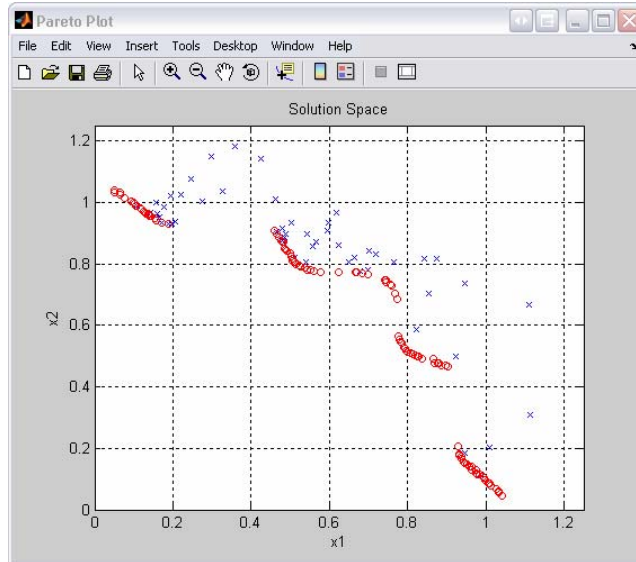 Pareto Plot
File Edit View Insert Tools Desktop Window Help
Solution Space
1.2
1
0.8
0.6
0.4
0.2
0
x2
0 0.2 0.4 0.6 0.8 1 1.2
x1